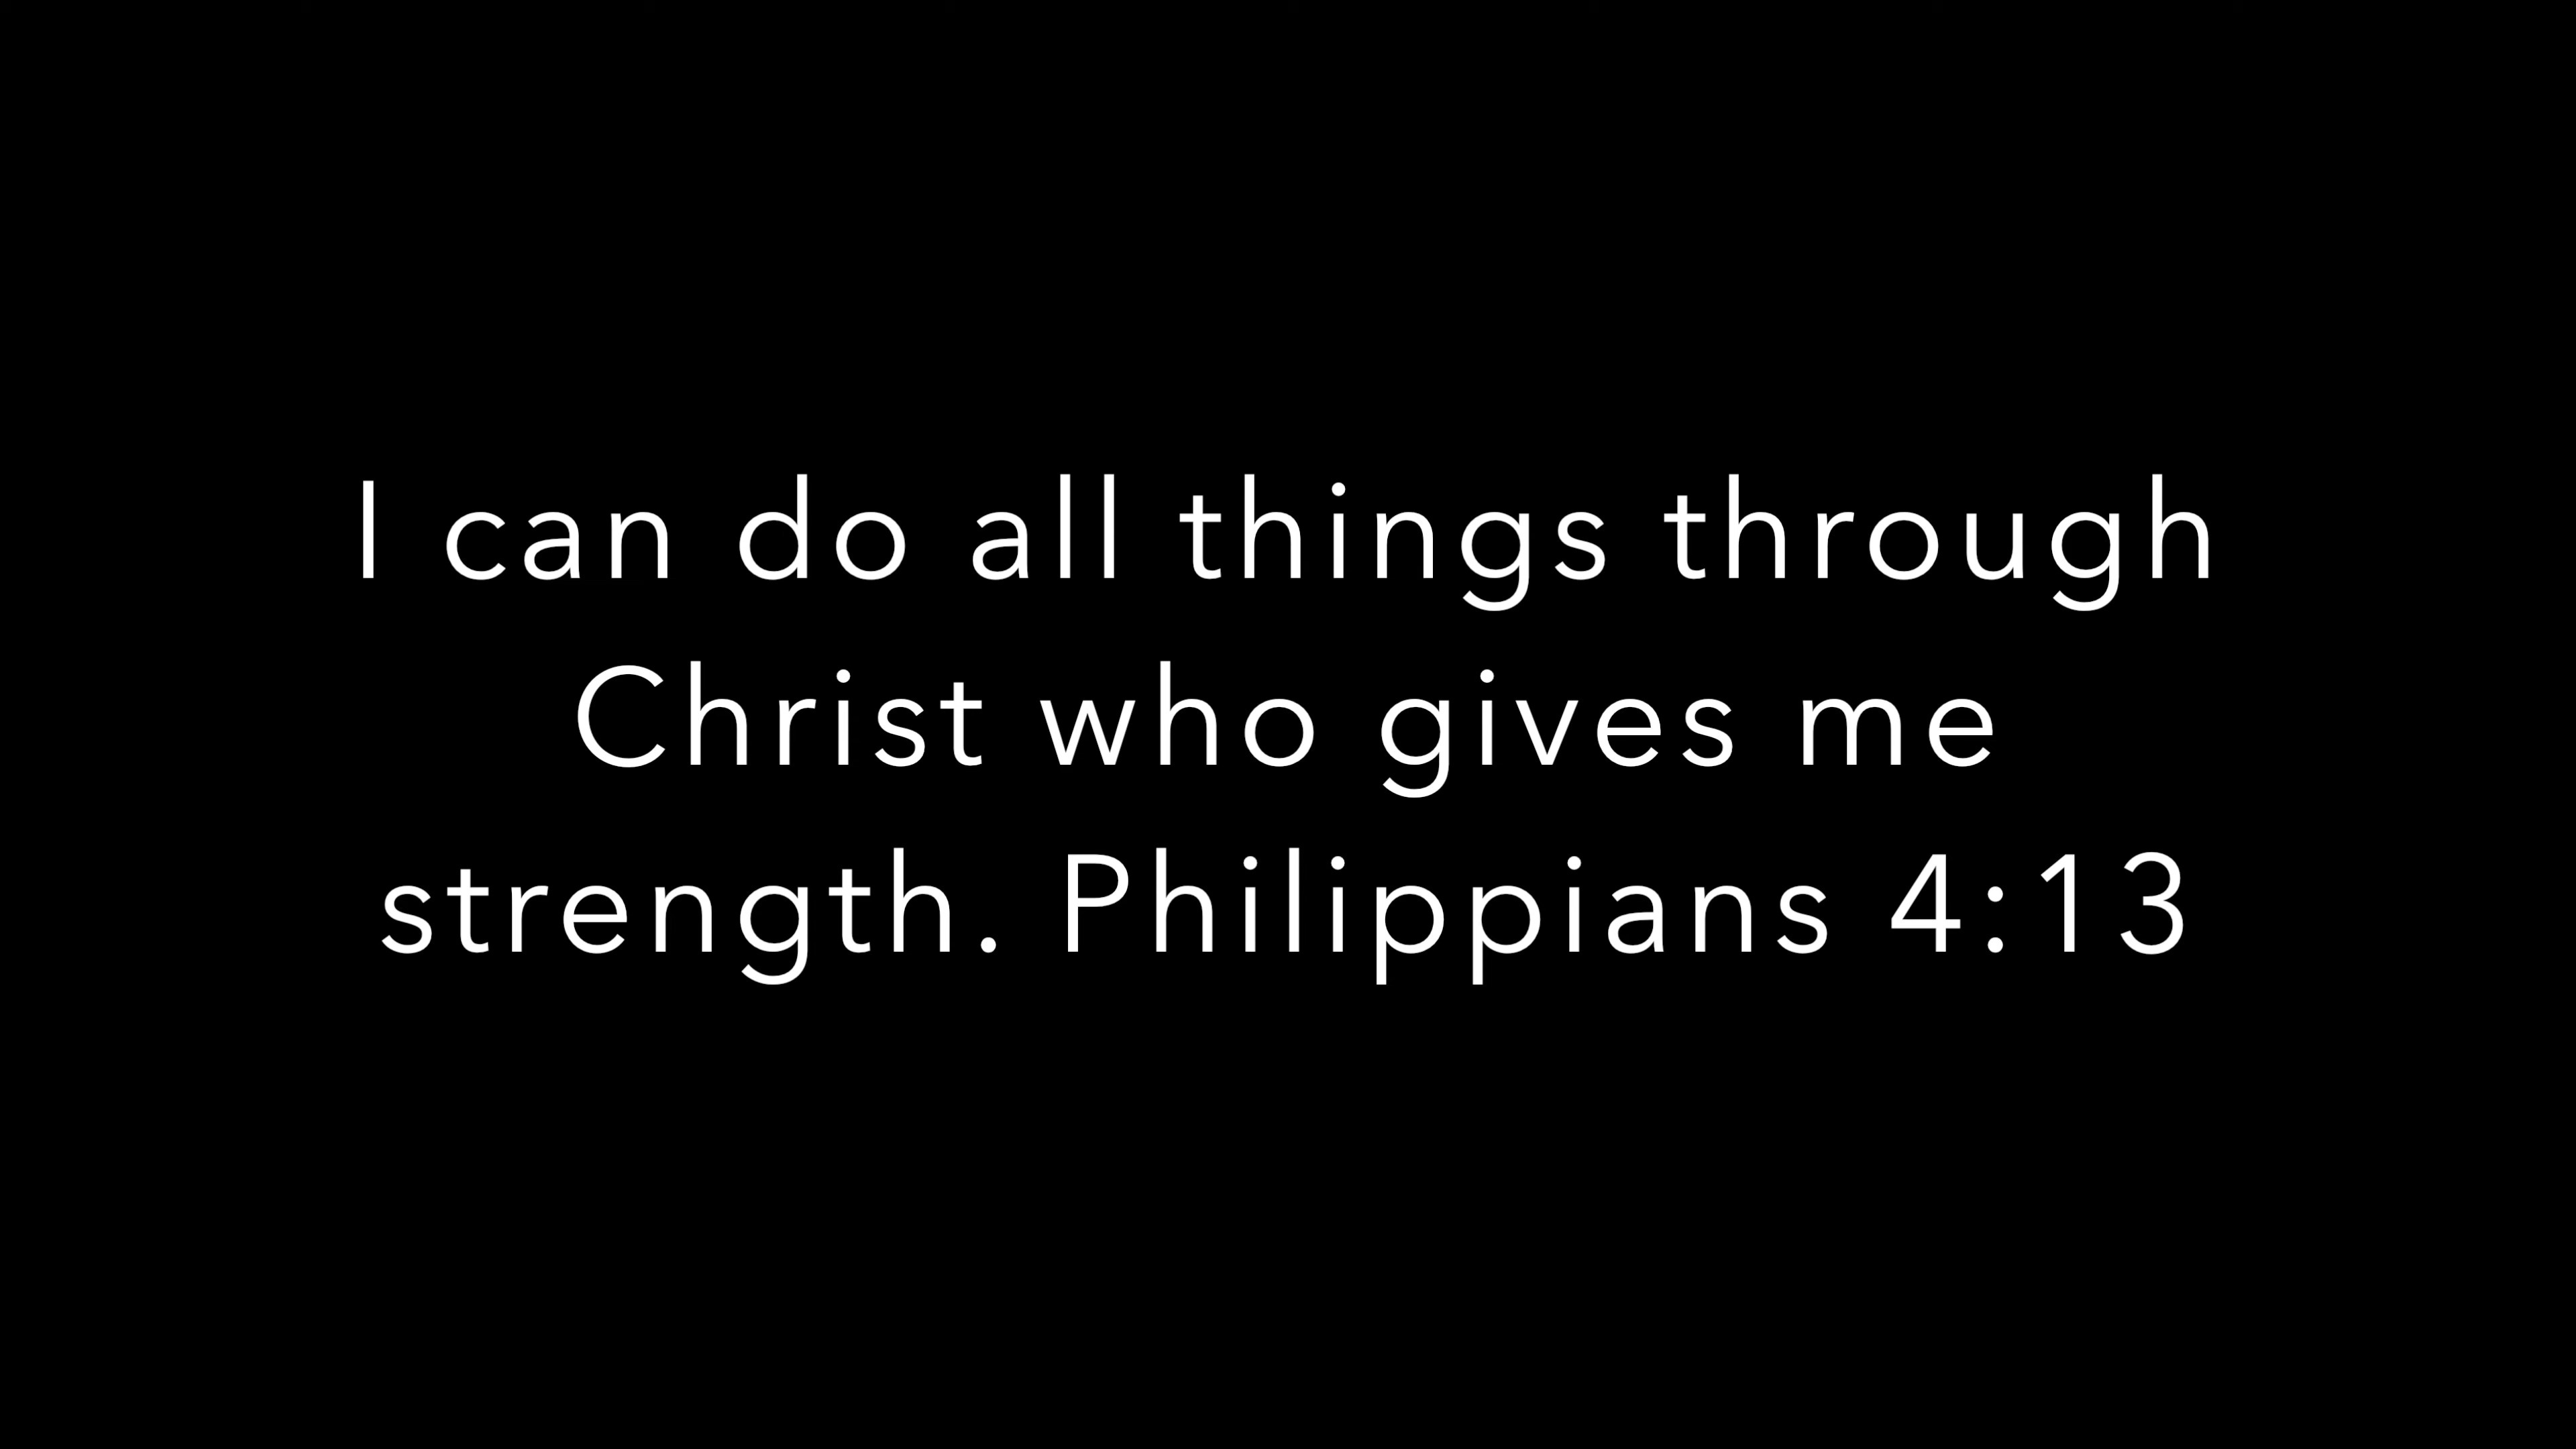 I can do all things through
Christ who gives me
strength. Philippians 4:13